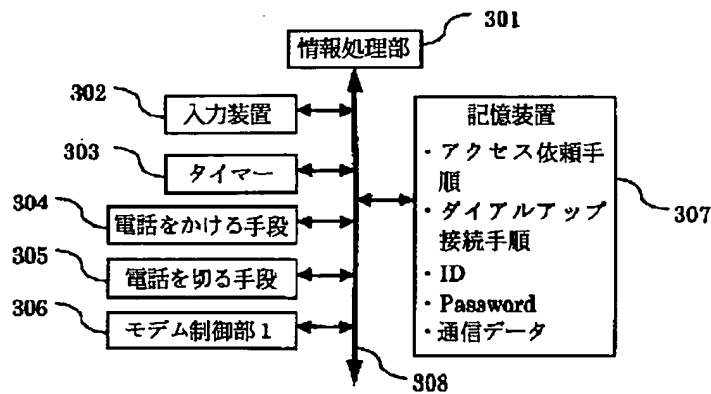 301
情報処理部
302
入力装置
303
タイマー
304
電話をかける手段
305
電話を切る手段
306
モデム制御部1
記憶装置
・アクセス依頼手
順
・ダイアルアップ
接続手順
・ID
・Password
・通信データ
307
308